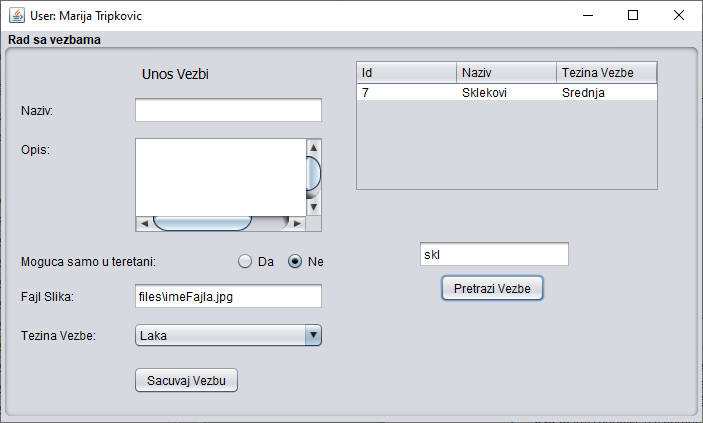 User: Marija Tripkovic
Rad sa vezbama
Unos Vezbi
Naziv:
Opis:
Moguca samo u teretani:
Da
Ne
Fajl Slika:
files\imeFajla.jpg
Tezina Vezbe:
Laka
Sacuvaj Vezbu
Id Naziv Tezina Vezbe
7 Sklekovi Srednja
skl
Pretrazi Vezbe